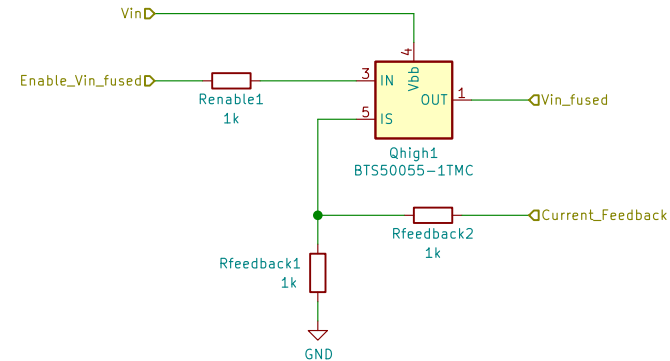 Vin
4
Enable_Vin_fused
3
IN
Vbb
Renable1
1k
OUT
1
Vin_fused
5
IS
Qhigh1
BTS50055-1TMC
Current_Feedback
Rfeedback2
1k
Rfeedback1
1k
GND